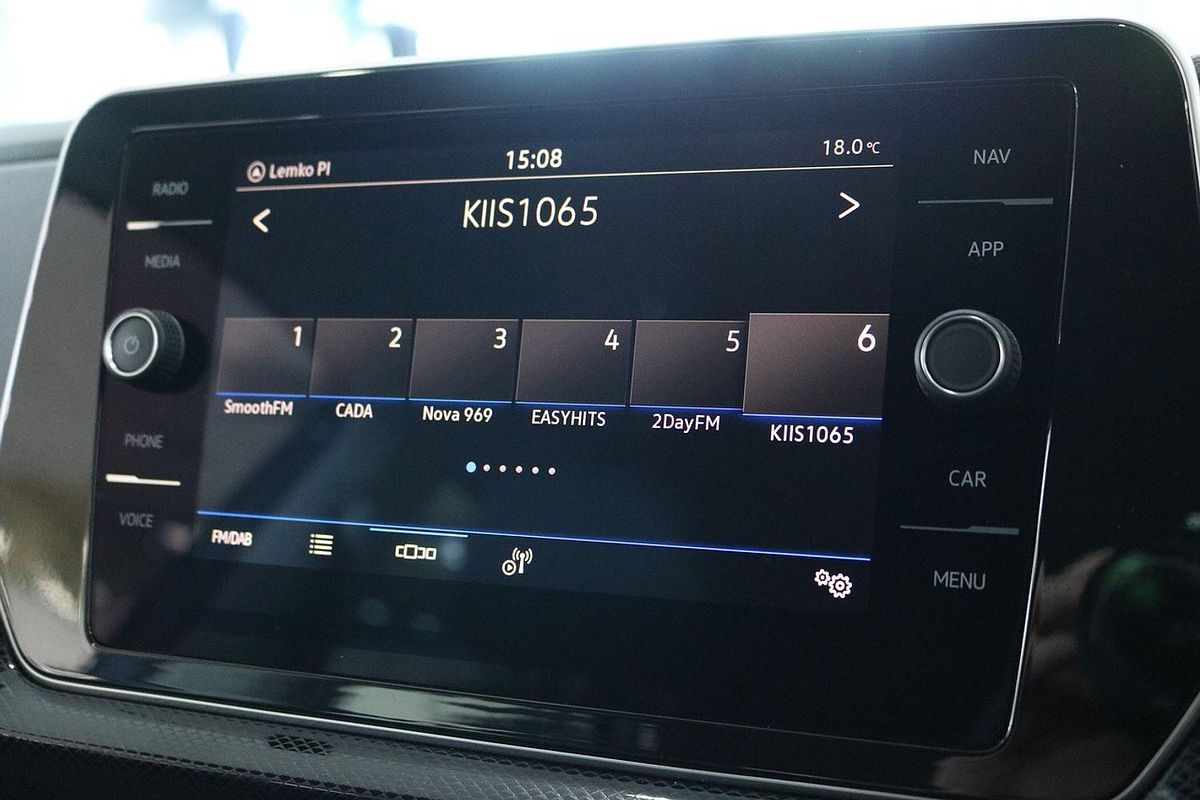 Lemko Pl
15:08
18.0°C
RADIO
MEDIA
PHONE
VOICE
KIIS1065
1
2
3
4
5
6
SmoothFM
CADA
Nova 969
EASYHITS
2DayFM
KIIS1065
FM/DAB
NAV
APP
CAR
MENU